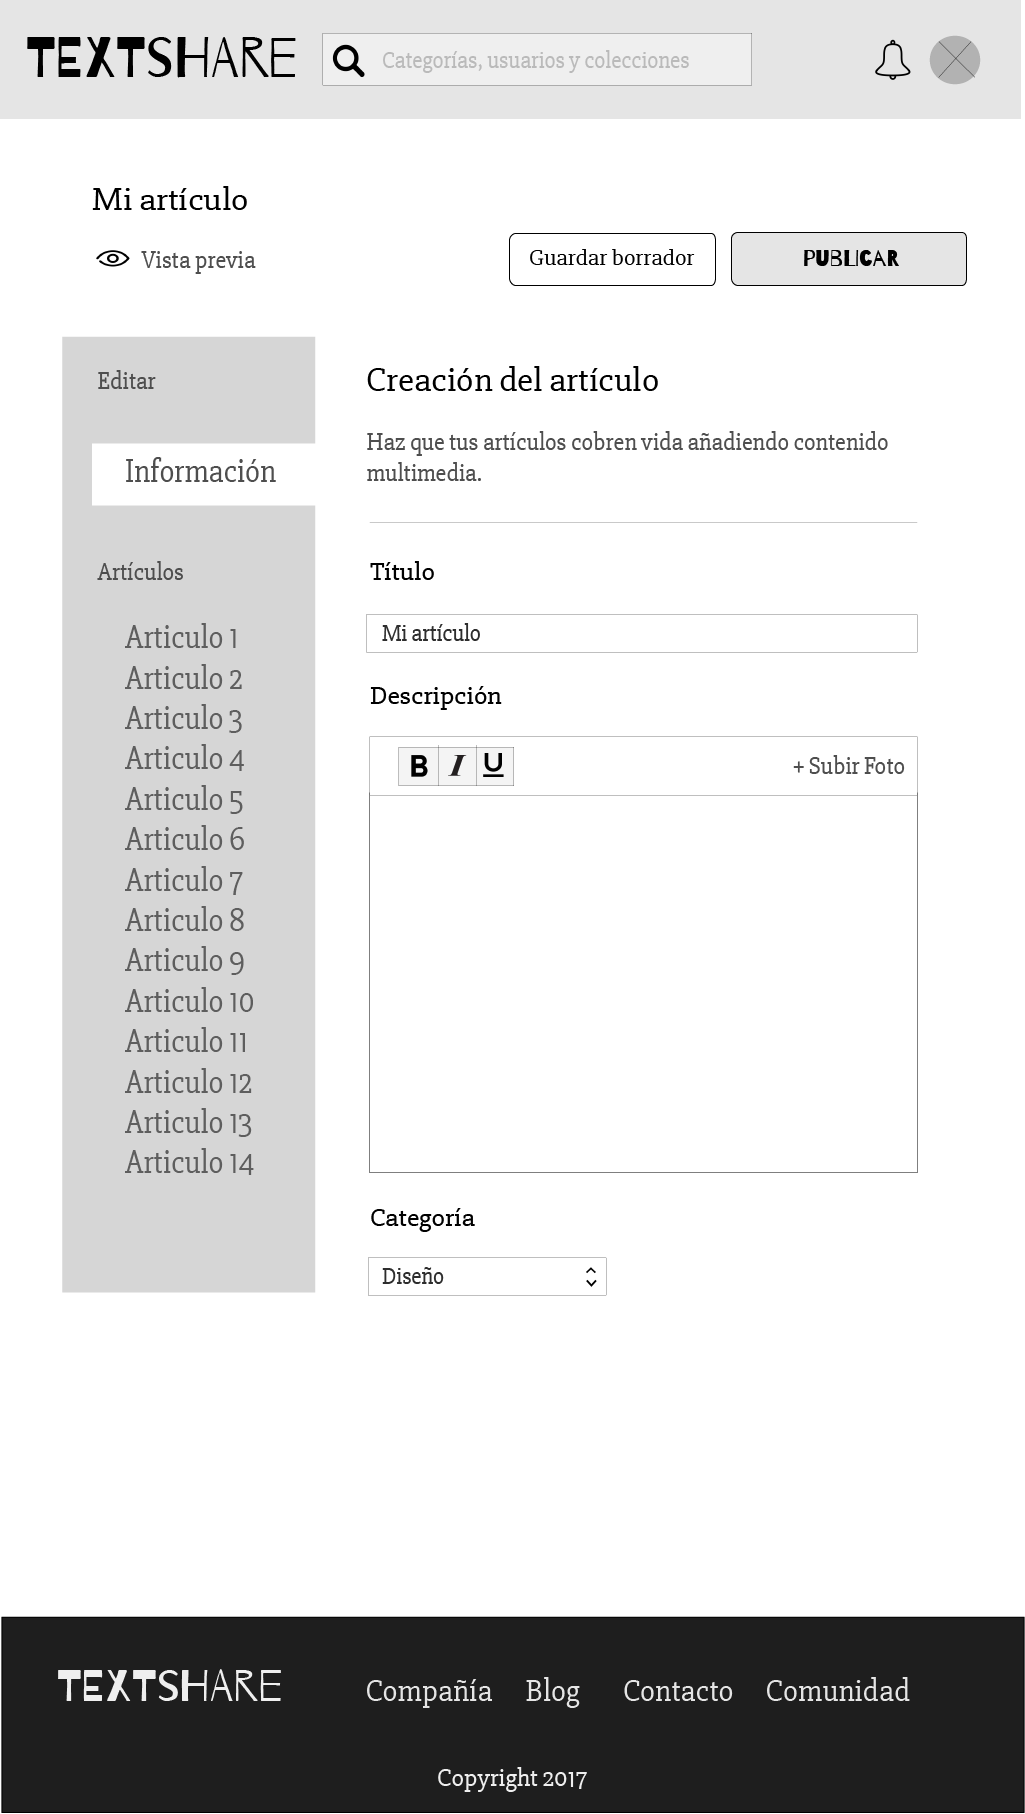 TEXTSHARE
Categorías, usuarios y colecciones
Mi artículo
Vista previa
Guardar borrador
PUBLICAR
Editar
Información
Artículos
Articulo 1
Articulo 2
Articulo 3
Articulo 4
Articulo 5
Articulo 6
Articulo 7
Articulo 8
Articulo 9
Articulo 10
Articulo 11
Articulo 12
Articulo 13
Articulo 14
Creación del artículo
Haz que tus artículos cobren vida añadiendo contenido
multimedia.
Título
Mi artículo
Descripción
B I U
+ Subir Foto
Categoría
Diseño
TEXTSHARE
Compañía Blog Contacto Comunidad
Copyright 2017